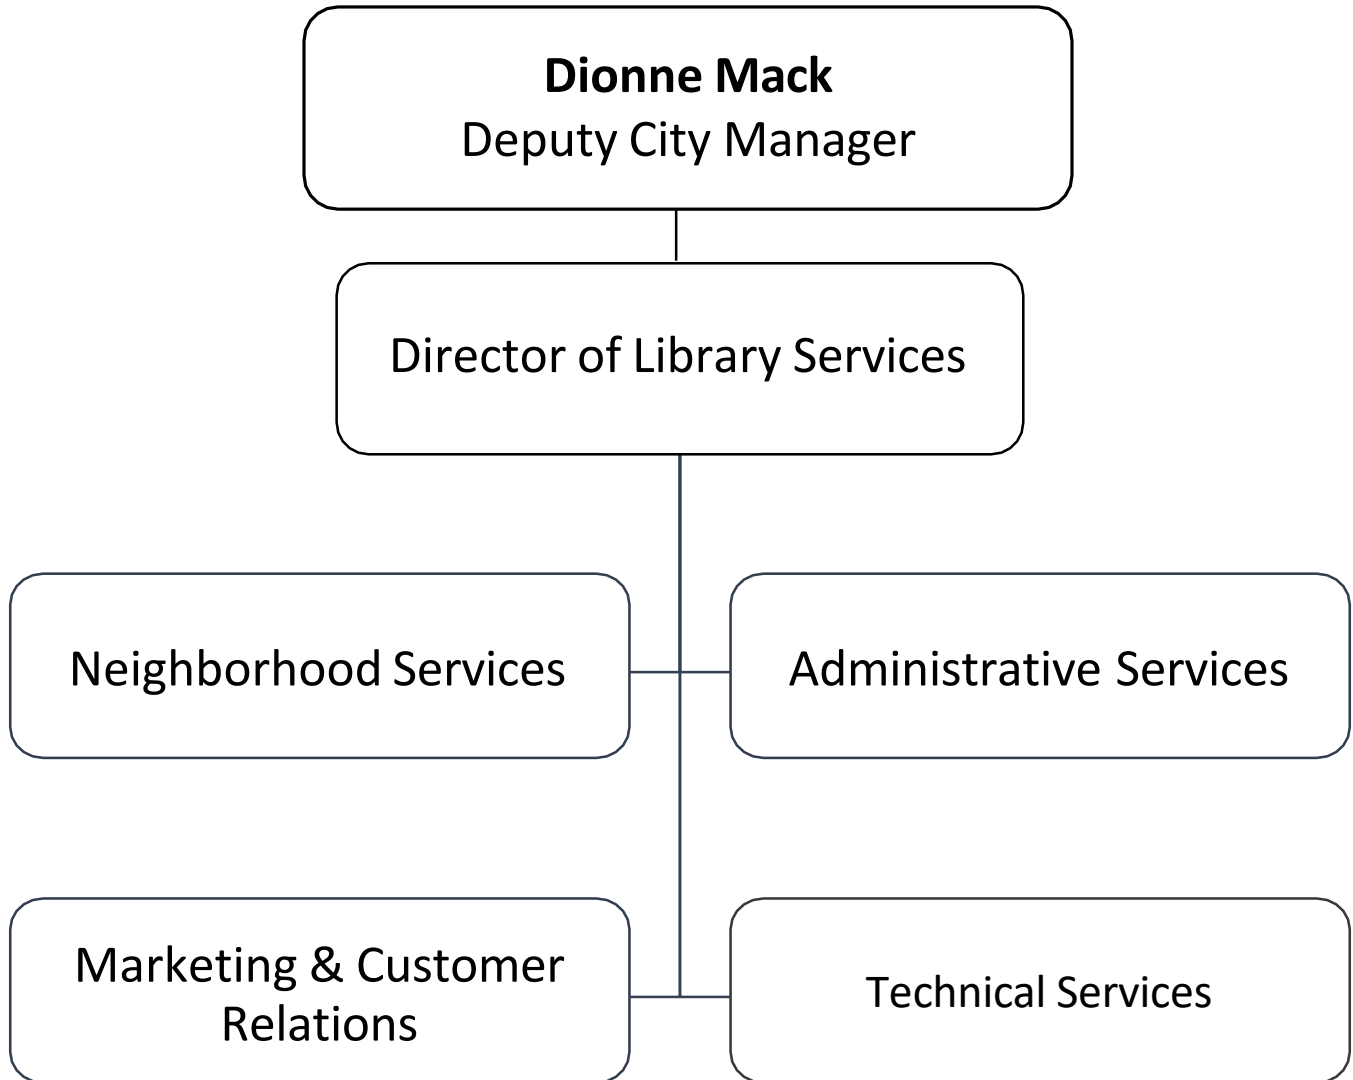 Dionne Mack
Deputy City Manager
Director of Library Services
Neighborhood Services
Administrative Services
Marketing & Customer
Relations
Technical Services